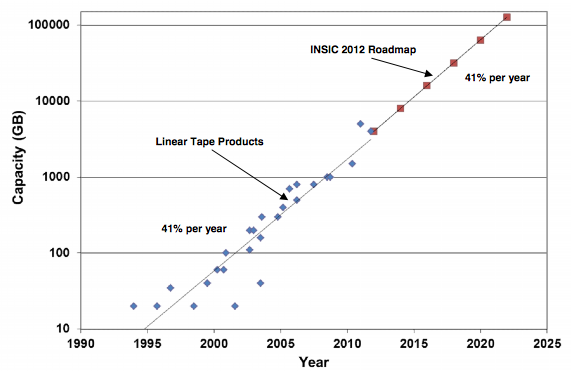 100000
10000
1000
100
10
Capacity (GB)
INSIC 2012 Roadmap
41% per year
Linear Tape Products
41% per year
1990 1995 2000 2005 2010 2015 2020 2025
Year